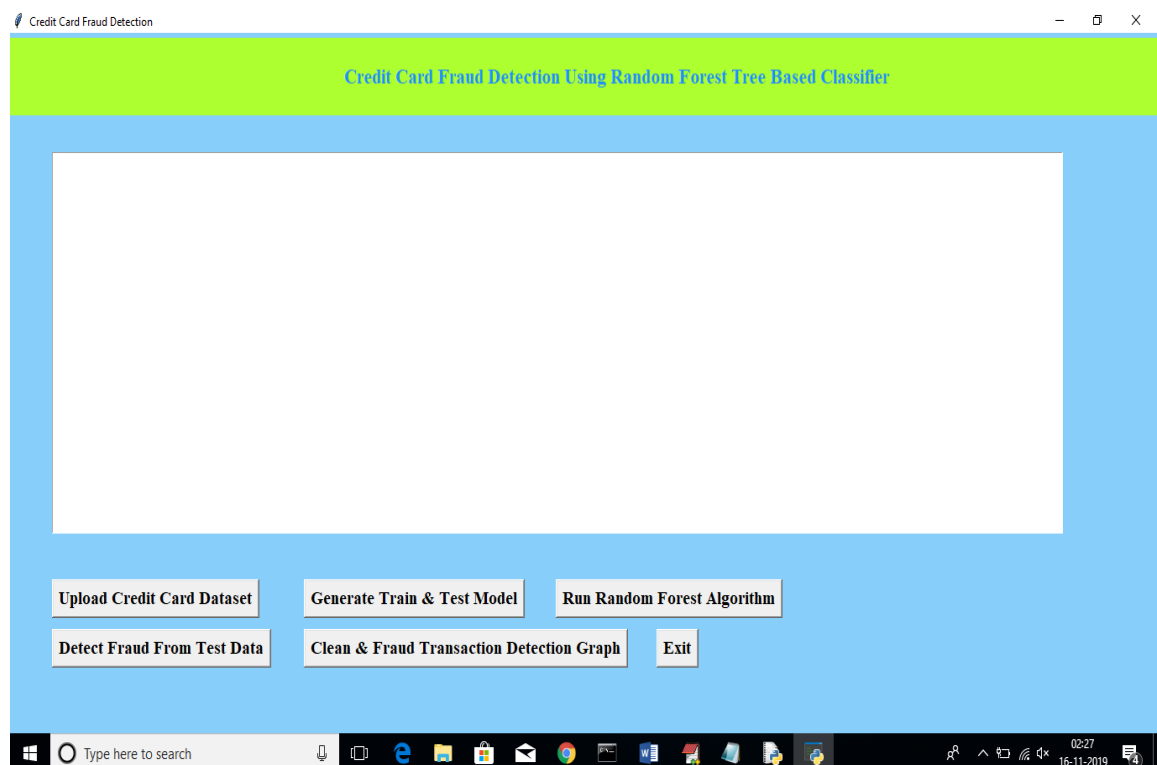 Credit Card Fraud Detection
Credit Card Fraud Detection Using Random Forest Tree Based Classifier
Upload Credit Card Dataset
Generate Train & Test Model
Run Random Forest Algorithm
Detect Fraud From Test Data
Clean & Fraud Transaction Detection Graph
Exit
Type here to search
02:27
16-11-2019
4